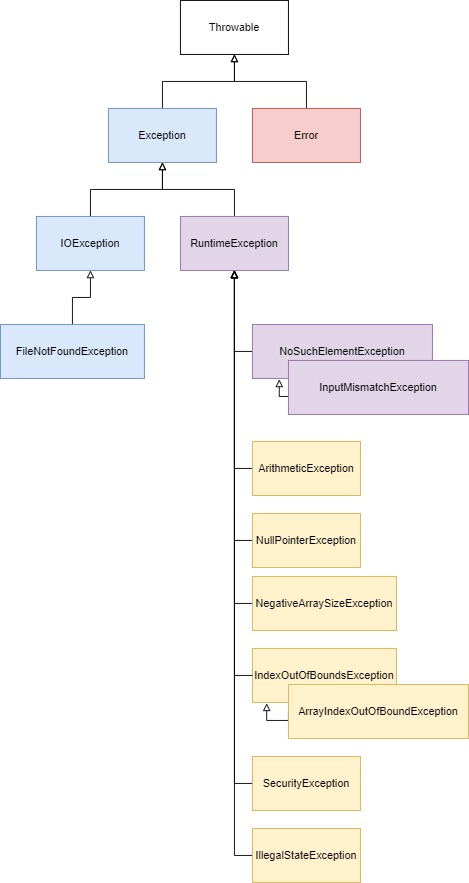 Throwable
Exception
Error
IOException
RuntimeException
FileNotFoundException
NoSuchElementException
InputMismatchException
ArithmeticException
NullPointerException
NegativeArraySizeException
IndexOutOfBoundsException
ArrayIndexOutOfBoundException
SecurityException
IllegalStateException